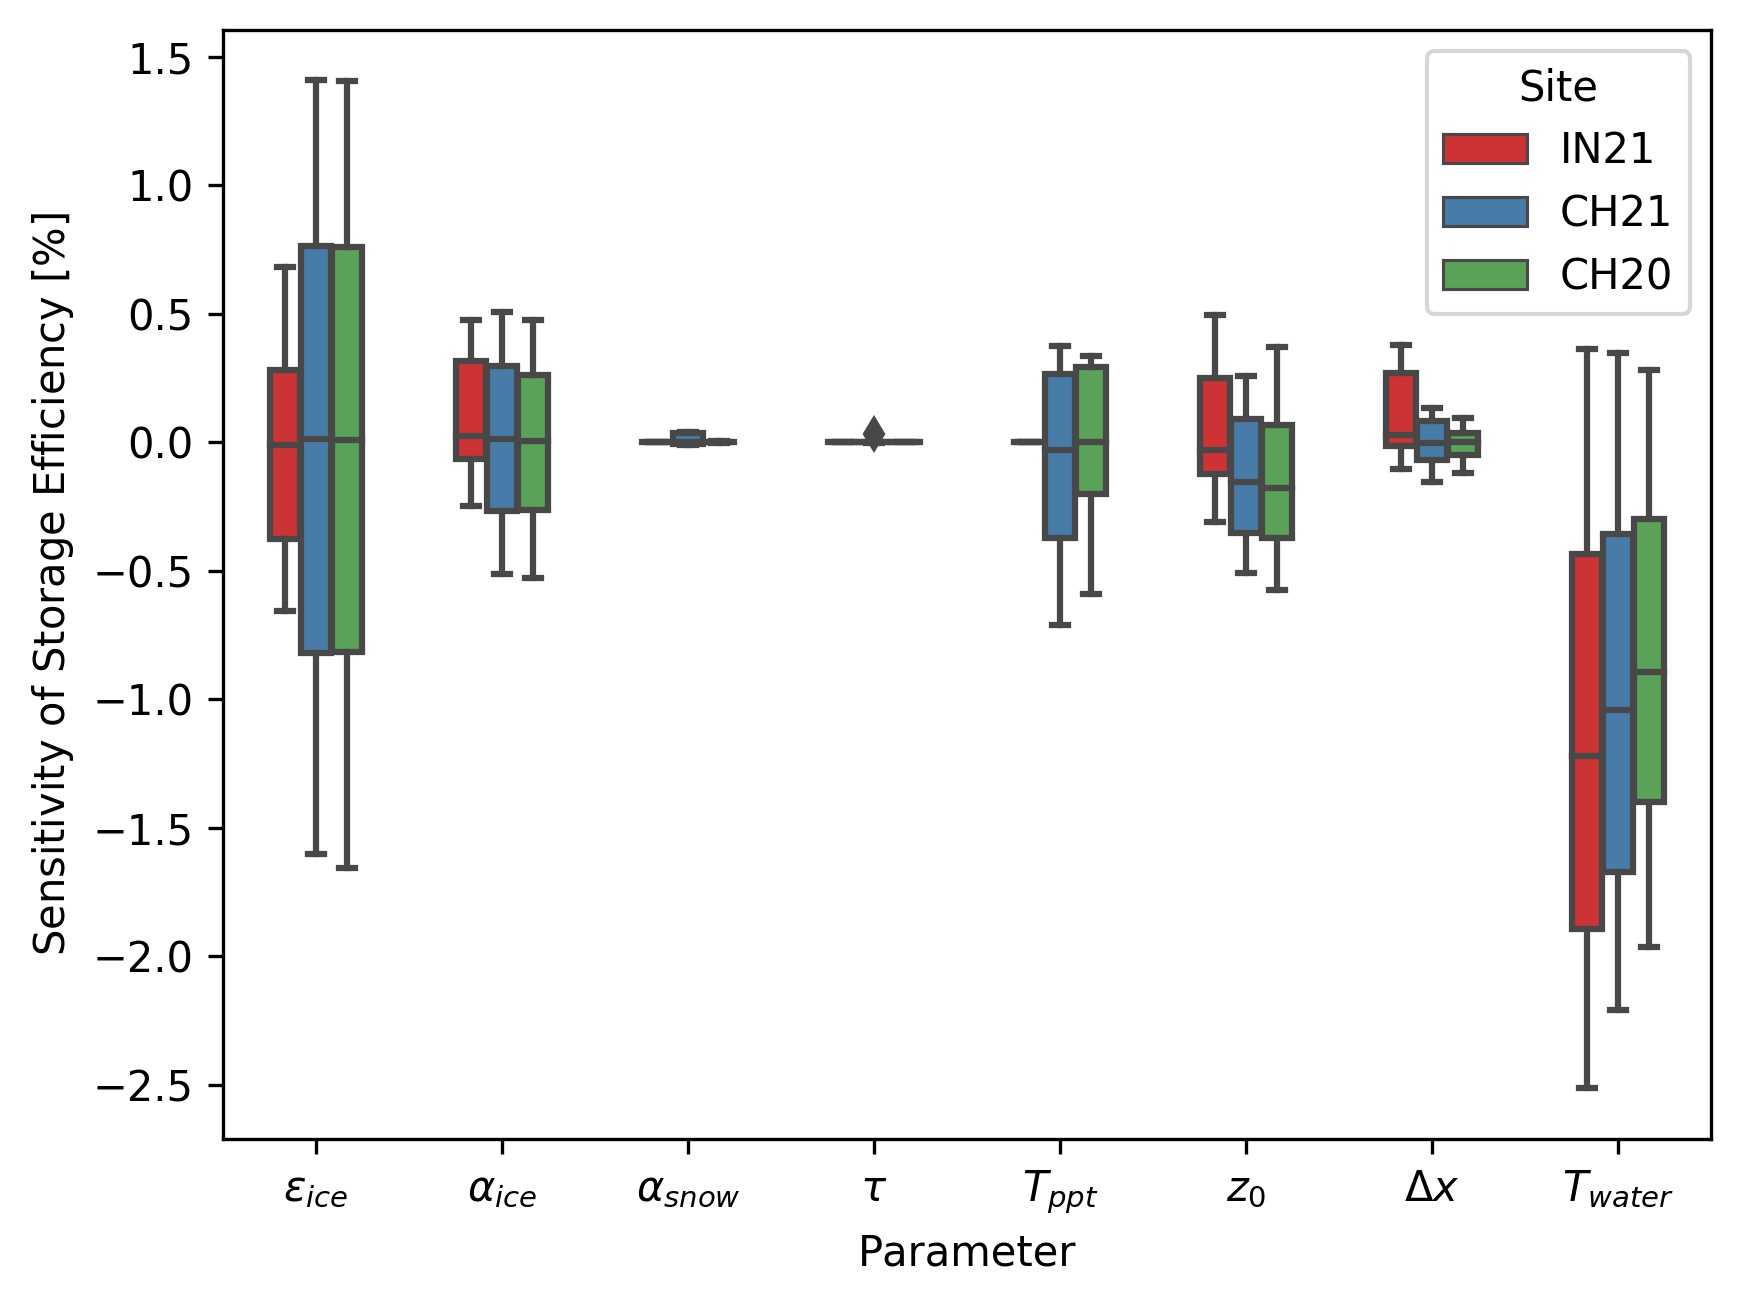 Sensitivity of Storage Efficiency [%]
1.5
1.0
0.5
0.0
−0.5
−1.0
−1.5
−2.0
−2.5
Site
IN21
CH21
CH20
ε_ice α_ice α_snow τ T_ppt z_0 Δx T_water
Parameter